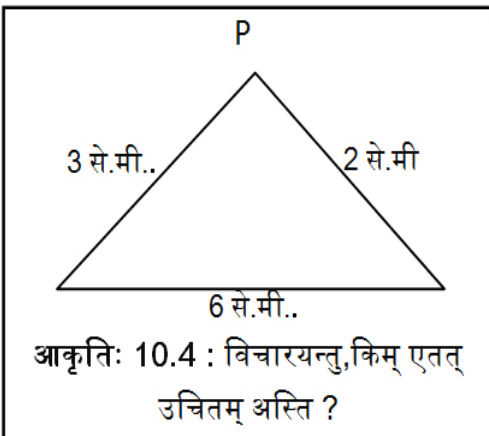 P
3 से.मी..
2 से.मी
6 से.मी..
आकृतिः 10.4 : विचारयन्तु,किम् एतत्
उचितम् अस्ति ?